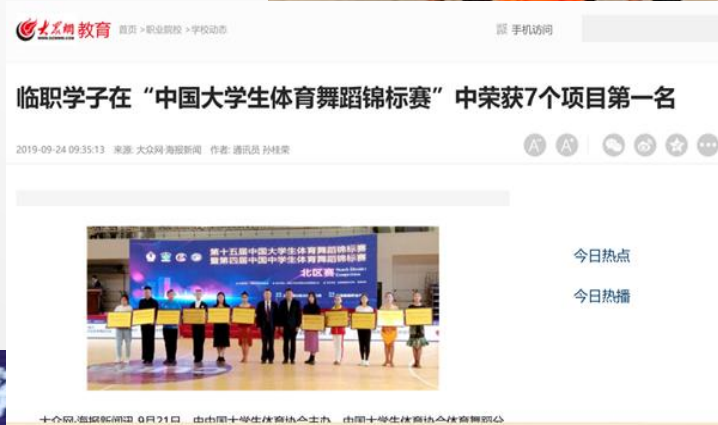 大众网 教育 首页 >职业院校 >学校动态 手机访问
WWW.DZWWW.COM
临职学子在“中国大学生体育舞蹈锦标赛”中荣获7个项目第一名
2019-09-24 09:35:13 来源: 大众网·海报新闻 作者: 通讯员 孙桂荣
A- A+
第十五届中国大学生体育舞蹈锦标赛
暨第四届中国中学生体育舞蹈锦标赛
北区赛
今日热点
今日热播
大众网·海报新闻讯 9月21日，由中国大学生体育协会主办，中国大学生体育协会体育舞蹈分